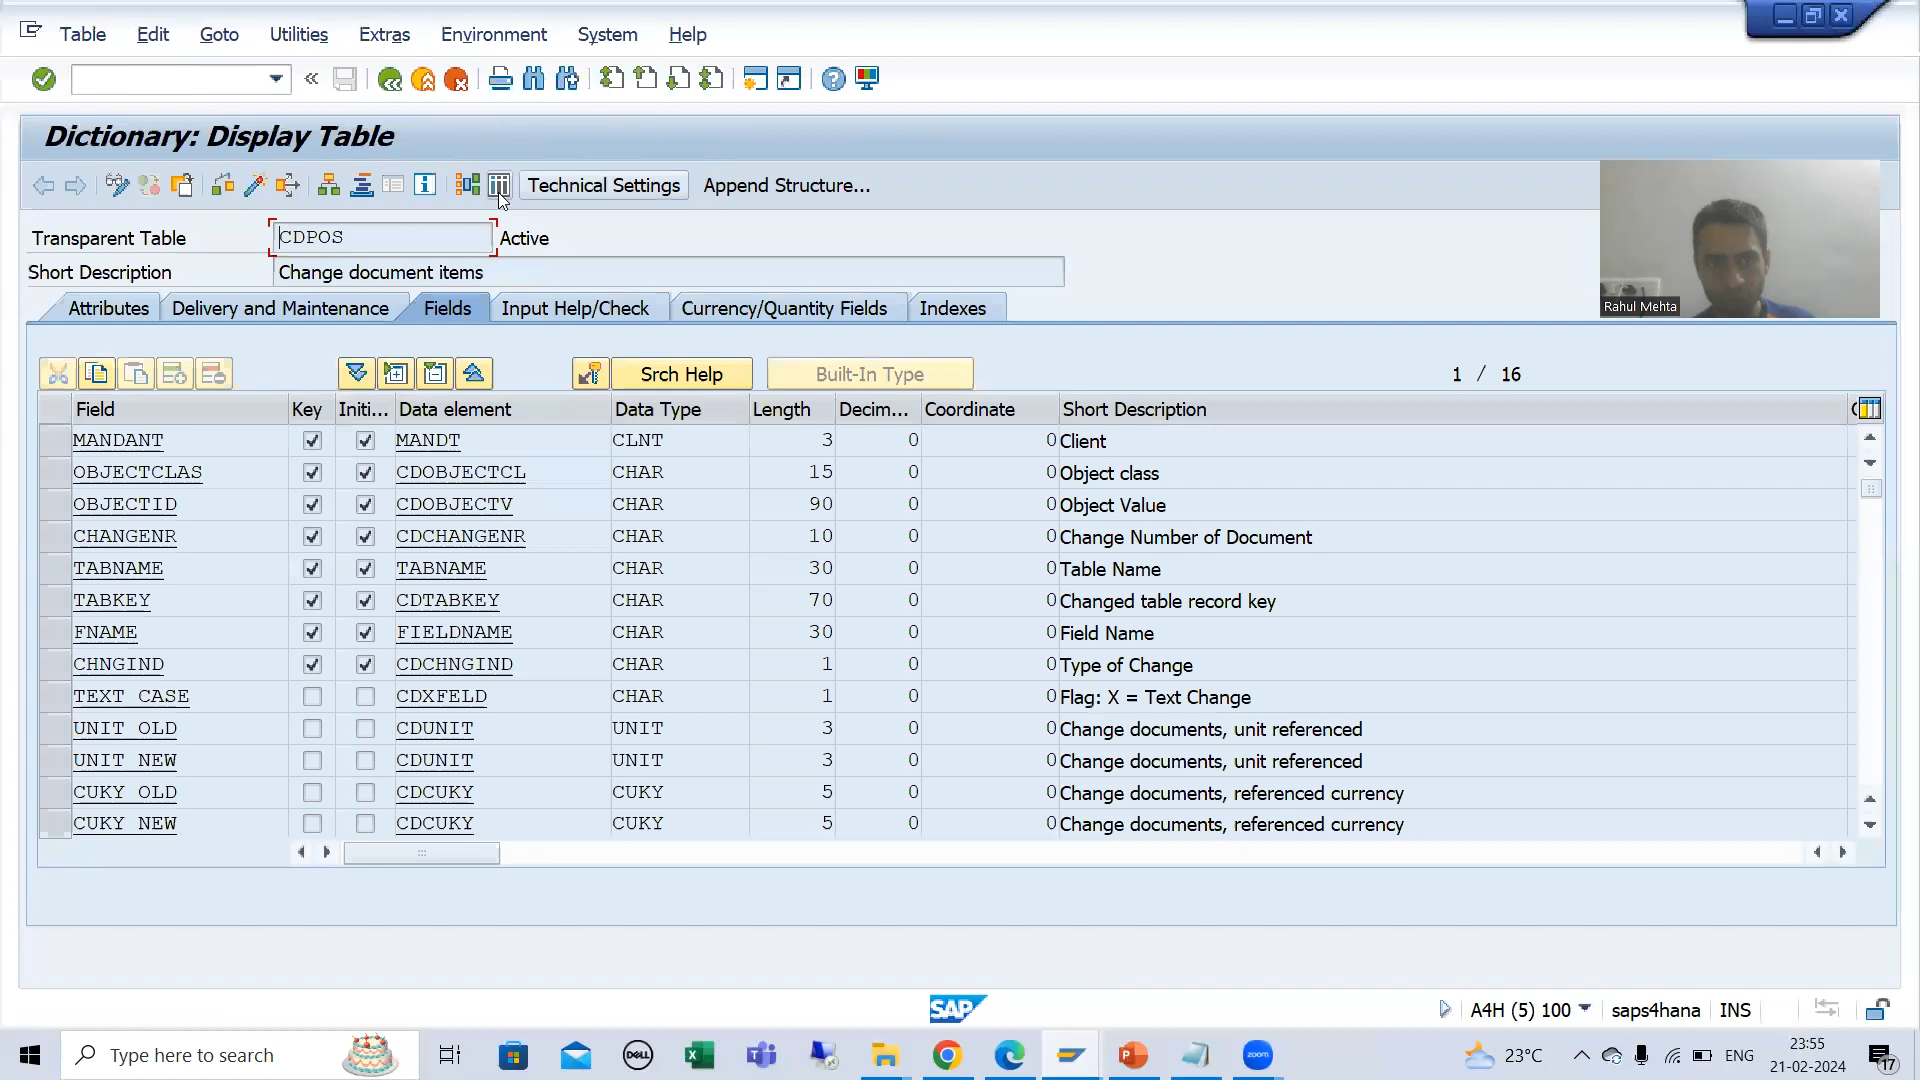 Table Edit Goto Utilities Extras Environment System Help
Dictionary: Display Table
Technical Settings Append Structure...
Transparent Table CDPOS Active
Short Description Change document items
Attributes Delivery and Maintenance Fields Input Help/Check Currency/Quantity Fields Indexes
Srch Help Built-In Type 1 / 16
Field Key Initi... Data element Data Type Length Decim... Coordinate Short Description
MANDANT MANDT CLNT 3 0 0 Client
OBJECTCLAS CDOBJECTCL CHAR 15 0 0 Object class
OBJECTID CDOBJECTV CHAR 90 0 0 Object Value
CHANGENR CDCHANGENR CHAR 10 0 0 Change Number of Document
TABNAME TABNAME CHAR 30 0 0 Table Name
TABKEY CDTABKEY CHAR 70 0 0 Changed table record key
FNAME FIELDNAME CHAR 30 0 0 Field Name
CHNGIND CDCHNGIND CHAR 1 0 0 Type of Change
TEXT_CASE CDXFELD CHAR 1 0 0 Flag: X = Text Change
UNIT_OLD CDUNIT UNIT 3 0 0 Change documents, unit referenced
UNIT_NEW CDUNIT UNIT 3 0 0 Change documents, unit referenced
CUKY_OLD CDCUKY CUKY 5 0 0 Change documents, referenced currency
CUKY_NEW CDCUKY CUKY 5 0 0 Change documents, referenced currency
Rahul Mehta
SAP A4H (5) 100 saps4hana INS
Type here to search DELL zoom 23°C ENG 23:55
21-02-2024 17